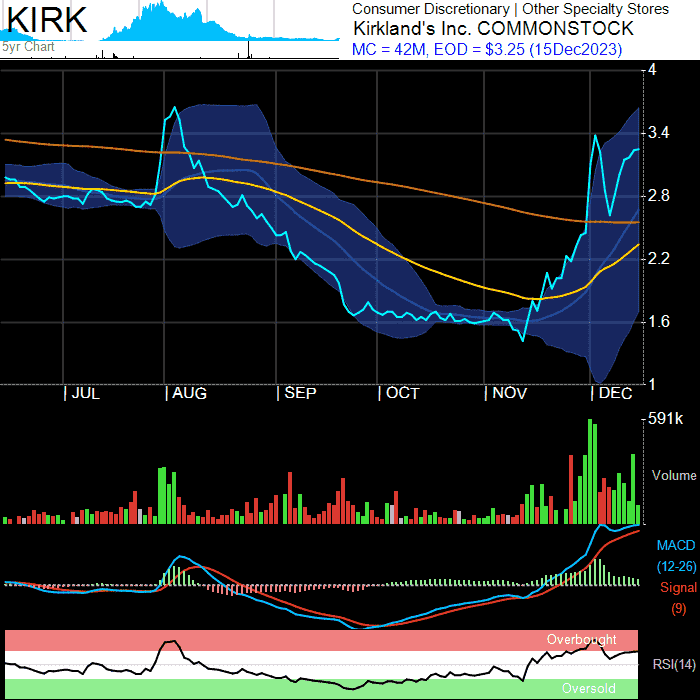 KIRK
5yr Chart
Consumer Discretionary | Other Specialty Stores
Kirkland's Inc. COMMONSTOCK
MC = 42M, EOD = $3.25 (15Dec2023)
4
3.4
2.8
2.2
1.6
1
| JUL | AUG | SEP | OCT | NOV | DEC
591k
Volume
MACD
(12-26)
Signal
(9)
Overbought
RSI(14)
Oversold